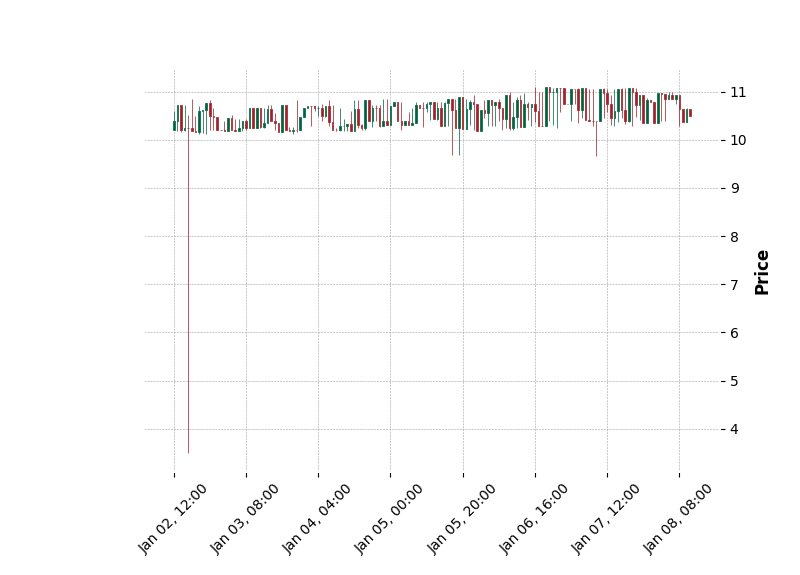 11
10
9
8
7
6
5
4
Price
Jan 02, 12:00
Jan 03, 08:00
Jan 04, 04:00
Jan 05, 00:00
Jan 05, 20:00
Jan 06, 16:00
Jan 07, 12:00
Jan 08, 08:00